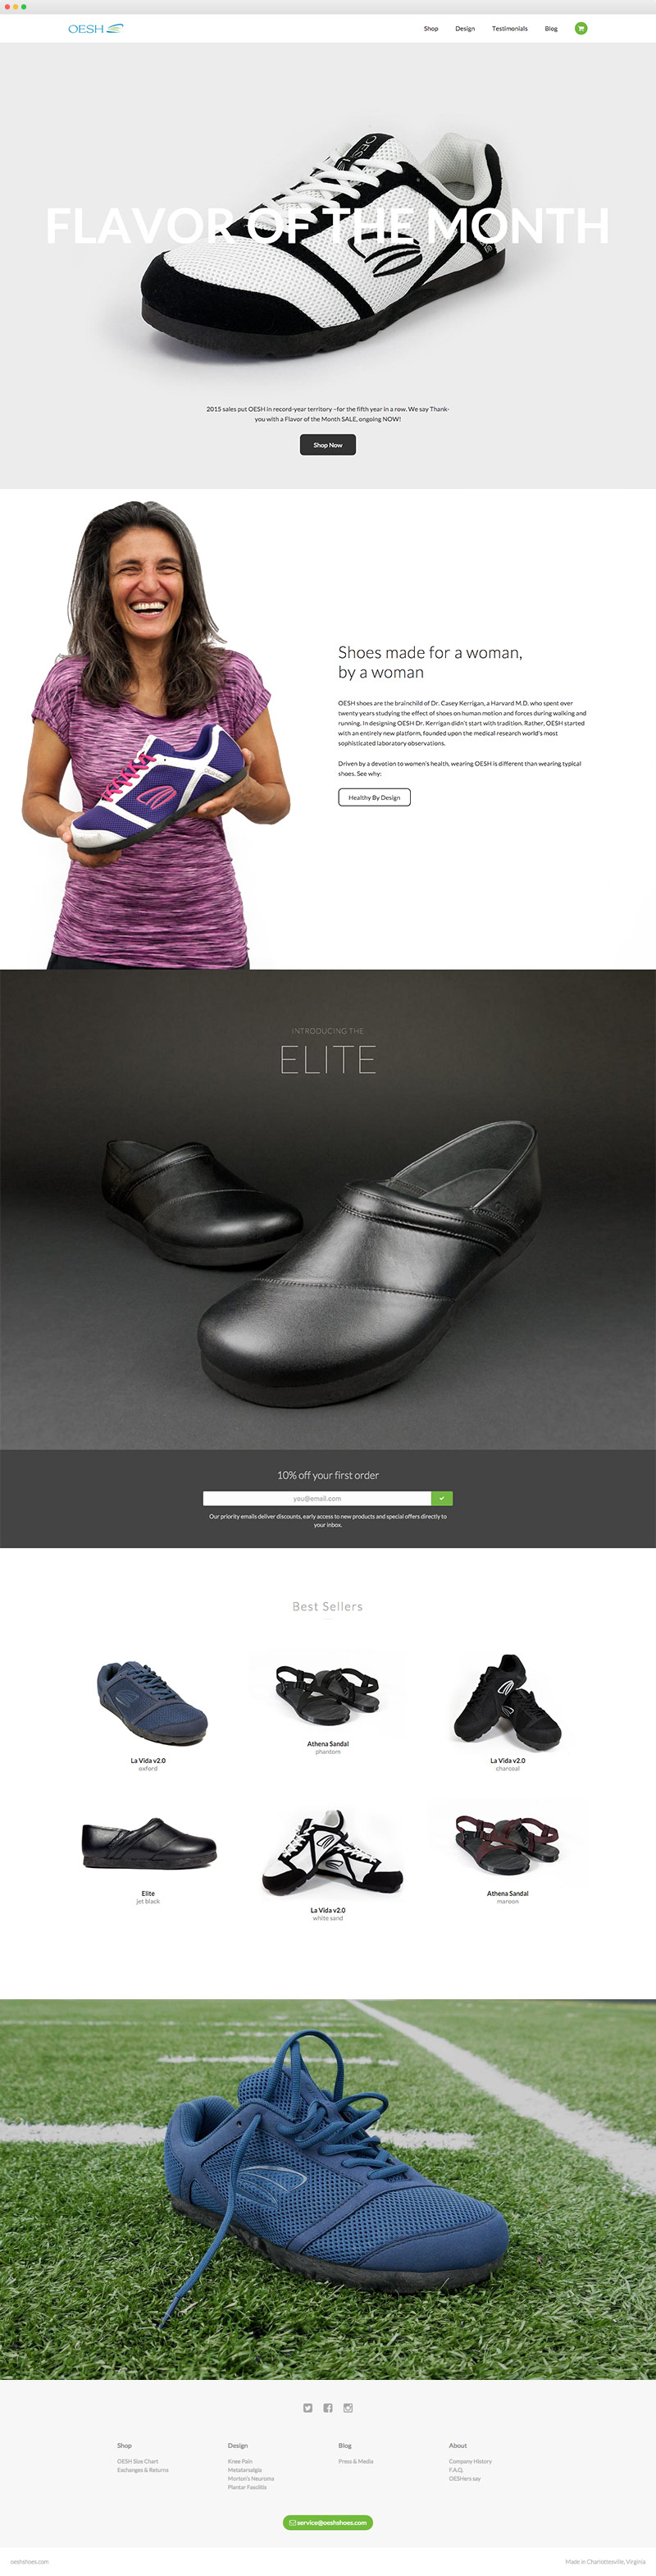 OESH
Shop Design Testimonials Blog
OESH
FLAVOR OF THE MONTH
2015 sales put OESH in record-year territory –for the fifth year in a row. We say Thank-
you with a Flavor of the Month SALE, ongoing NOW!
Shop Now
Shoes made for a woman,
by a woman
OESH shoes are the brainchild of Dr. Casey Kerrigan, a Harvard M.D. who spent over
twenty years studying the effect of shoes on human motion and forces during walking and
running. In designing OESH Dr. Kerrigan didn't start with tradition. Rather, OESH started
with an entirely new platform, founded upon the medical research world's most
sophisticated laboratory observations.
Driven by a devotion to women's health, wearing OESH is different than wearing typical
shoes. See why:
Healthy By Design
INTRODUCING THE
ELITE
OESH
10% off your first order
you@email.com
Our priority emails deliver discounts, early access to new products and special offers directly to
your inbox.
Best Sellers
La Vida v2.0
oxford
Athena Sandal
phantom
La Vida v2.0
charcoal
Elite
jet black
La Vida v2.0
white sand
Athena Sandal
maroon
Shop
OESH Size Chart
Exchanges & Returns
Design
Knee Pain
Metatarsalgia
Morton's Neuroma
Plantar Fasciitis
Blog
Press & Media
About
Company History
F.A.Q.
OESHers say
service@oeshshoes.com
oeshshoes.com
Made in Charlottesville, Virginia